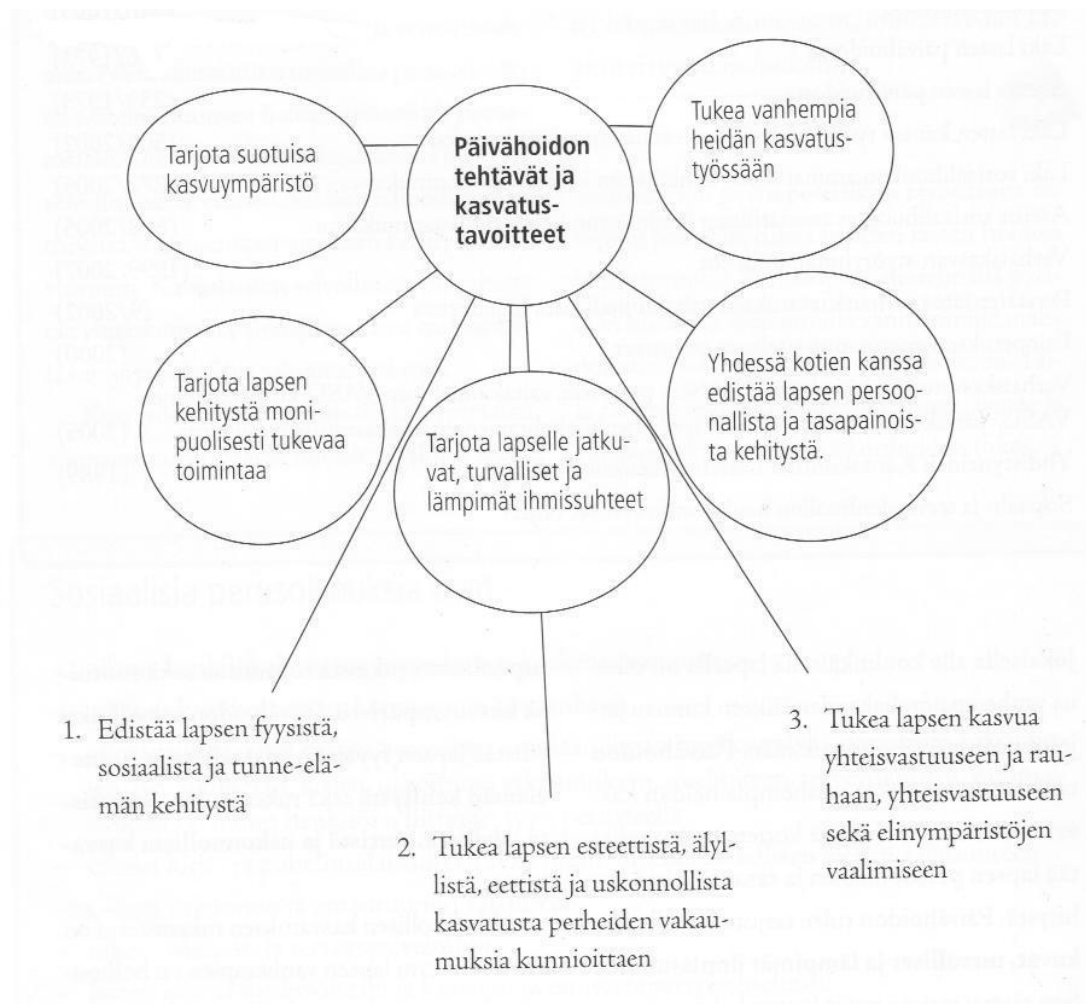 Päivähoidon
tehtävät ja
kasvatus-
tavoitteet
Tarjota suotuisa
kasvuympäristö
Tukea vanhempia
heidän kasvatus-
työssään
Tarjota lapsen
kehitystä moni-
puolisesti tukevaa
toimintaa
Tarjota lapselle jatku-
vat, turvalliset ja
lämpimät ihmissuhteet
Yhdessä kotien kanssa
edistää lapsen persoo
nallista ja tasapainois-
ta kehitystä.
1. Edistää lapsen fyysistä,
sosiaalista ja tunne-elä-
män kehitystä
2. Tukea lapsen esteettistä, älyl-
listä, eettistä ja uskonnollista
kasvatusta perheiden vakau-
muksia kunnioittaen
3. Tukea lapsen kasvua
yhteisvastuuseen ja rau-
haan, yhteisvastuuseen
sekä elinympäristöjen
vaalimiseen